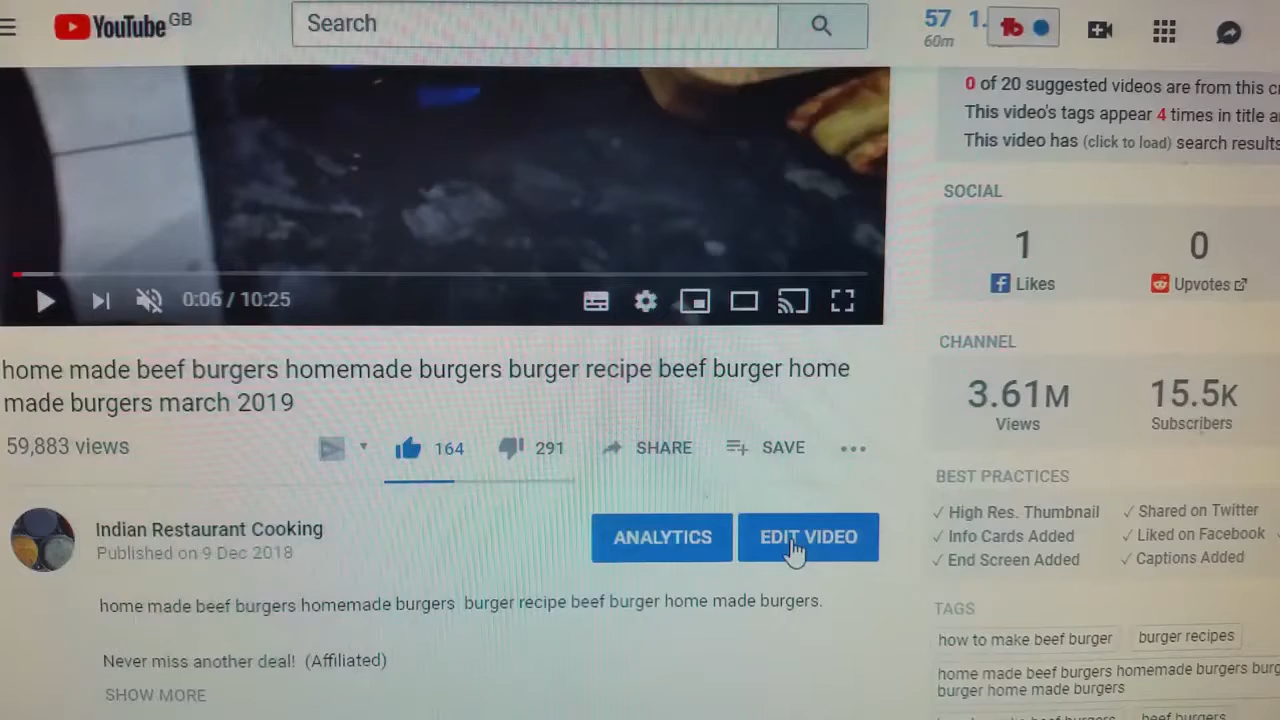 YouTube GB
Search
57 1.
60m
0 of 20 suggested videos are from this
This video's tags appear 4 times in title
This video has (click to load) search results
SOCIAL
1 0
Likes Upvotes
0:06 / 10:25
CHANNEL
3.61M 15.5K
Views Subscribers
home made beef burgers homemade burgers burger recipe beef burger home
made burgers march 2019
59,883 views
164 291 SHARE SAVE
BEST PRACTICES
✓ High Res. Thumbnail ✓ Shared on Twitter
✓ Info Cards Added ✓ Liked on Facebook
✓ End Screen Added ✓ Captions Added
Indian Restaurant Cooking
Published on 9 Dec 2018
ANALYTICS EDIT VIDEO
home made beef burgers homemade burgers burger recipe beef burger home made burgers.
Never miss another deal! (Affiliated)
SHOW MORE
TAGS
how to make beef burger burger recipes
home made beef burgers homemade burgers
burger home made burgers
beef burgers